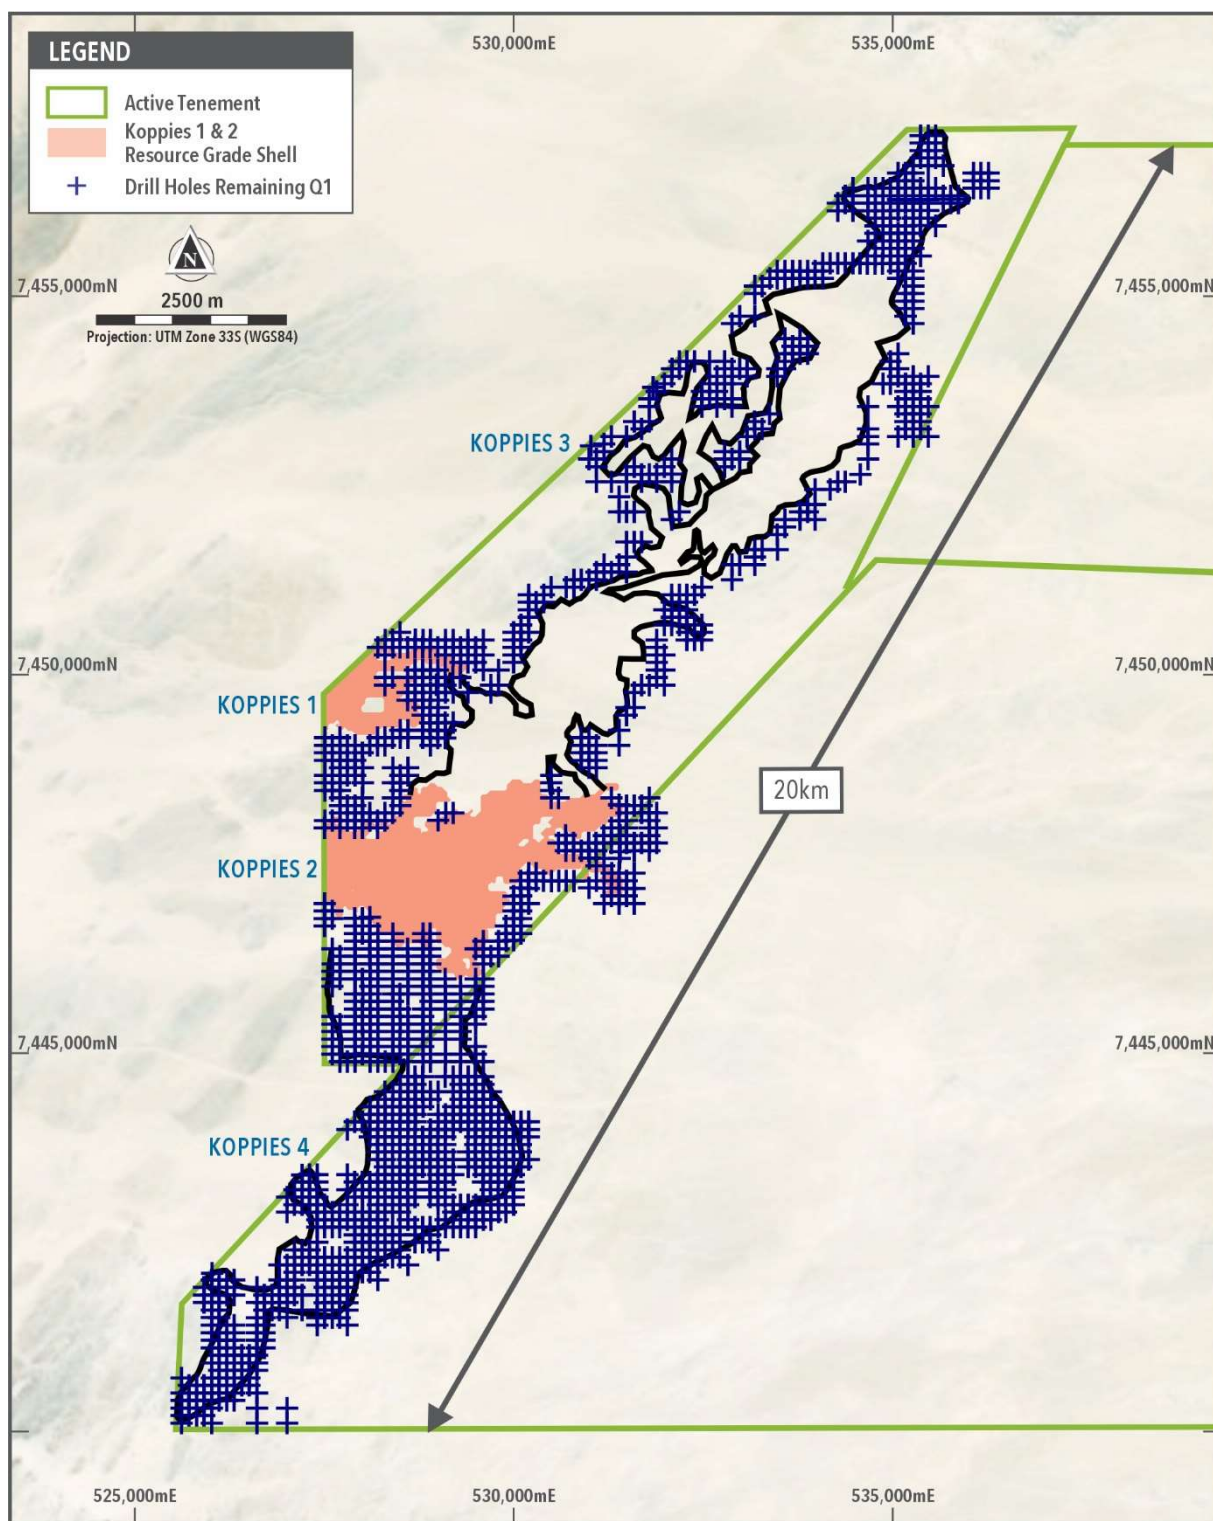 530,000mE
535,000mE
LEGEND
Active Tenement
Koppies 1 & 2
Resource Grade Shell
Drill Holes Remaining Q1
N
2500 m
Projection: UTM Zone 33S (WGS84)
7,455,000mN
7,455,000mN
KOPPIES 3
7,450,000mN
7,450,000mN
KOPPIES 1
20km
KOPPIES 2
7,445,000mN
7,445,000mN
KOPPIES 4
525,000mE
530,000mE
535,000mE